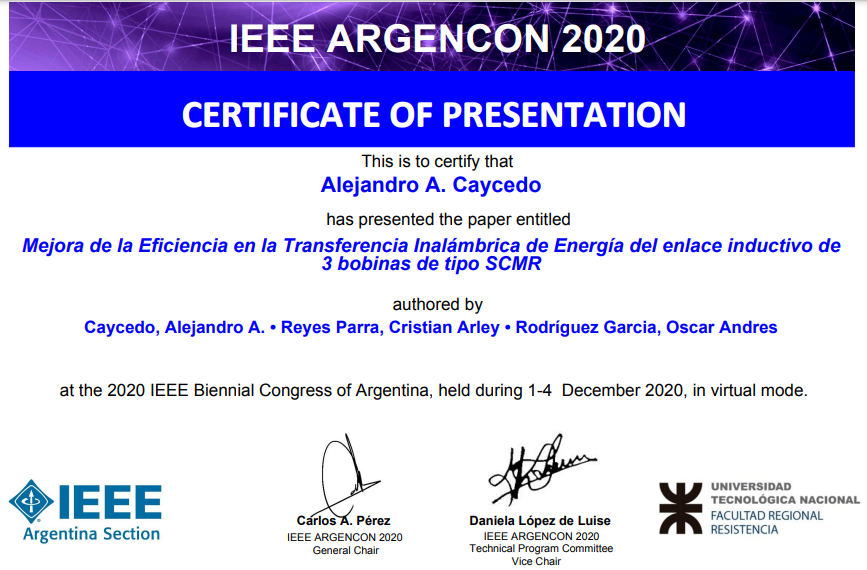 IEEE ARGENCON 2020
CERTIFICATE OF PRESENTATION
This is to certify that
Alejandro A. Caycedo
has presented the paper entitled
Mejora de la Eficiencia en la Transferencia Inalámbrica de Energía del enlace inductivo de
3 bobinas de tipo SCMR
authored by
Caycedo, Alejandro A. • Reyes Parra, Cristian Arley • Rodríguez Garcia, Oscar Andres
at the 2020 IEEE Biennial Congress of Argentina, held during 1-4 December 2020, in virtual mode.
IEEE
Argentina Section
Carlos A. Pérez
IEEE ARGENCON 2020
General Chair
Daniela López de Luise
IEEE ARGENCON 2020
Technical Program Committee
Vice Chair
UNIVERSIDAD
TECNOLÓGICA NACIONAL
FACULTAD REGIONAL
RESISTENCIA